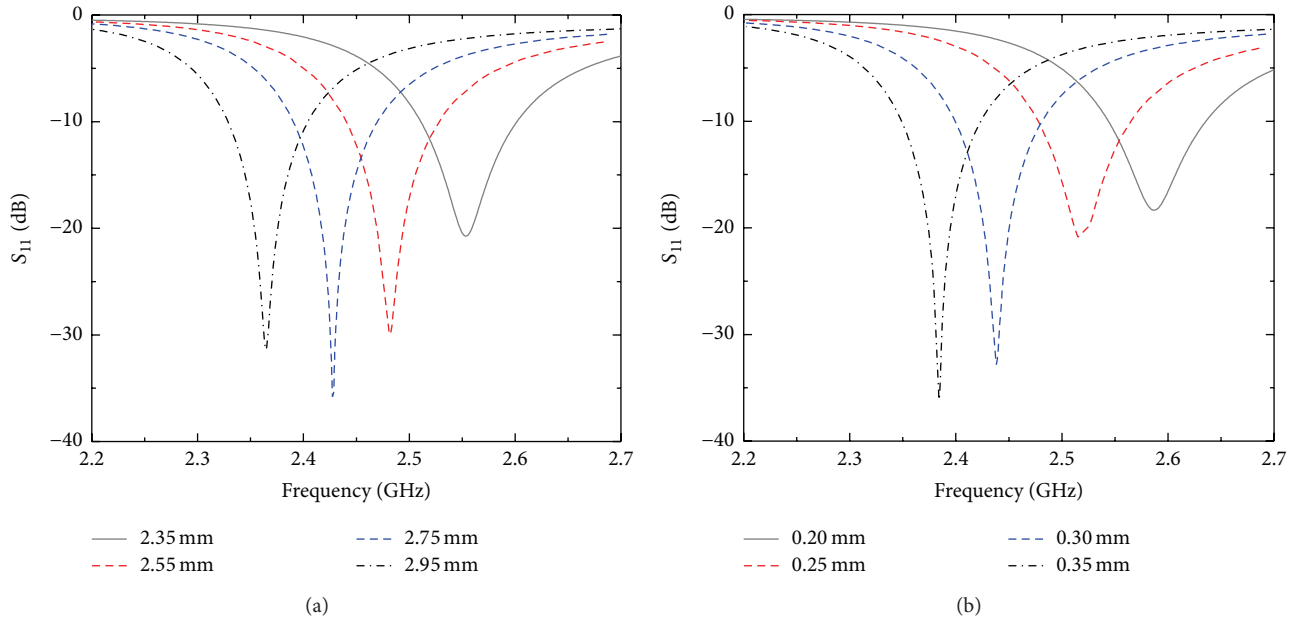 0
−10
−20
−30
−40
S11 (dB)
2.2 2.3 2.4 2.5 2.6 2.7
Frequency (GHz)
2.35 mm 2.75 mm
2.55 mm 2.95 mm
(a)
0
−10
−20
−30
−40
S11 (dB)
2.2 2.3 2.4 2.5 2.6 2.7
Frequency (GHz)
0.20 mm 0.30 mm
0.25 mm 0.35 mm
(b)